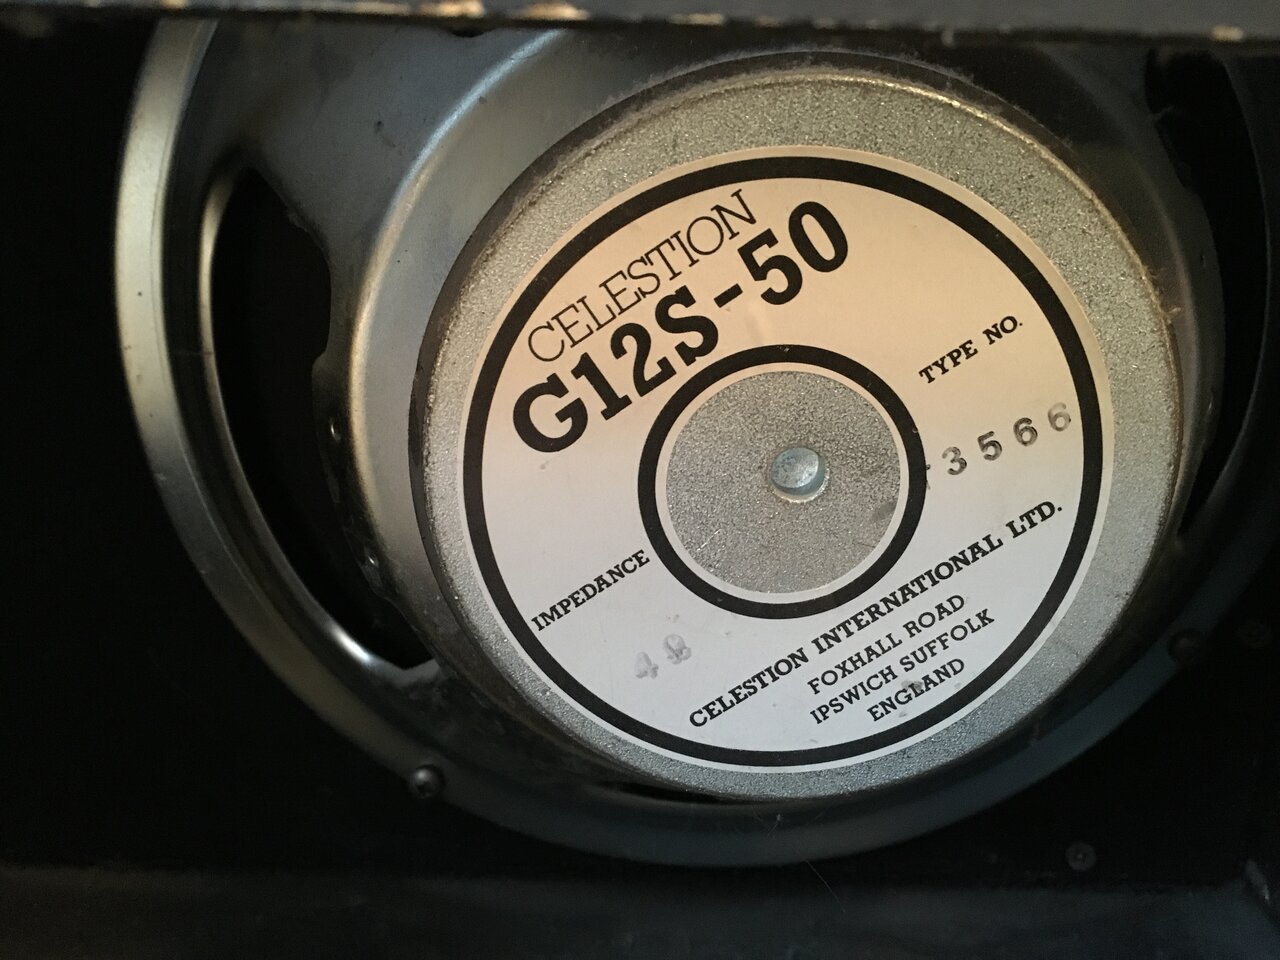 CELESTION
G12S-50
TYPE NO.
3566
IMPEDANCE
CELESTION INTERNATIONAL LTD.
FOXHALL ROAD
IPSWICH SUFFOLK
ENGLAND